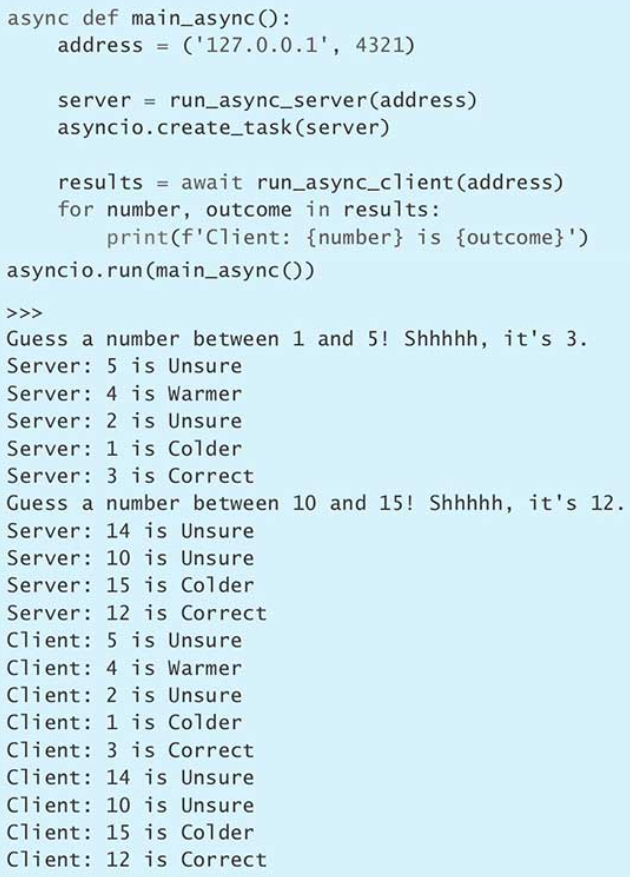 async def main_async():
    address = ('127.0.0.1', 4321)
    server = run_async_server(address)
    asyncio.create_task(server)
    results = await run_async_client(address)
    for number, outcome in results:
        print(f'Client: {number} is {outcome}')
asyncio.run(main_async())
>>>
Guess a number between 1 and 5! Shhhhh, it's 3.
Server: 5 is Unsure
Server: 4 is Warmer
Server: 2 is Unsure
Server: 1 is Colder
Server: 3 is Correct
Guess a number between 10 and 15! Shhhhh, it's 12.
Server: 14 is Unsure
Server: 10 is Unsure
Server: 15 is Colder
Server: 12 is Correct
Client: 5 is Unsure
Client: 4 is Warmer
Client: 2 is Unsure
Client: 1 is Colder
Client: 3 is Correct
Client: 14 is Unsure
Client: 10 is Unsure
Client: 15 is Colder
Client: 12 is Correct